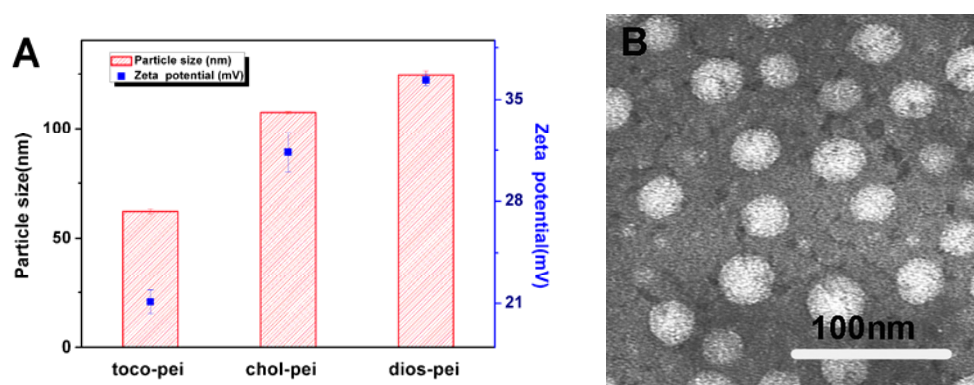 A
Particle size (nm)
Zeta potential (mV)
Particle size(nm)
100
50
0
toco-pei
chol-pei
dios-pei
35
28
21
Zeta potential(mV)
B
100nm